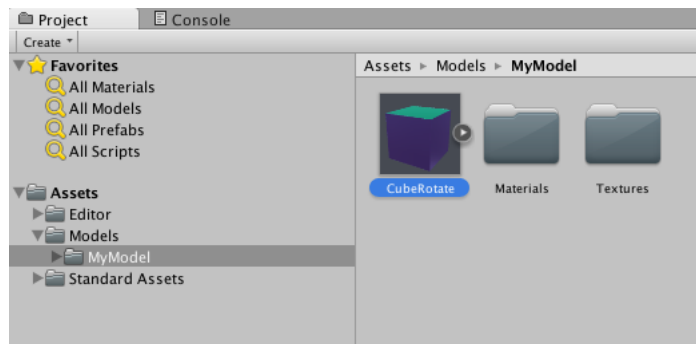 Project
Console
Create
Favorites
All Materials
All Models
All Prefabs
All Scripts
Assets
Editor
Models
MyModel
Standard Assets
Assets Models MyModel
CubeRotate
Materials
Textures